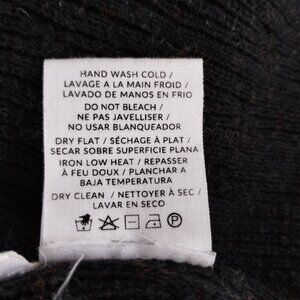 HAND WASH COLD /
LAVAGE A LA MAIN FROID /
LAVADO DE MANOS EN FRIO
DO NOT BLEACH /
NE PAS JAVELLISER /
NO USAR BLANQUEADOR
DRY FLAT / SÉCHAGE À PLAT /
SECAR SOBRE SUPERFICIE PLANA
IRON LOW HEAT / REPASSER
À FEU DOUX / PLANCHAR A
BAJA TEMPERATURA
DRY CLEAN / NETTOYER À SEC /
LAVAR EN SECO
P